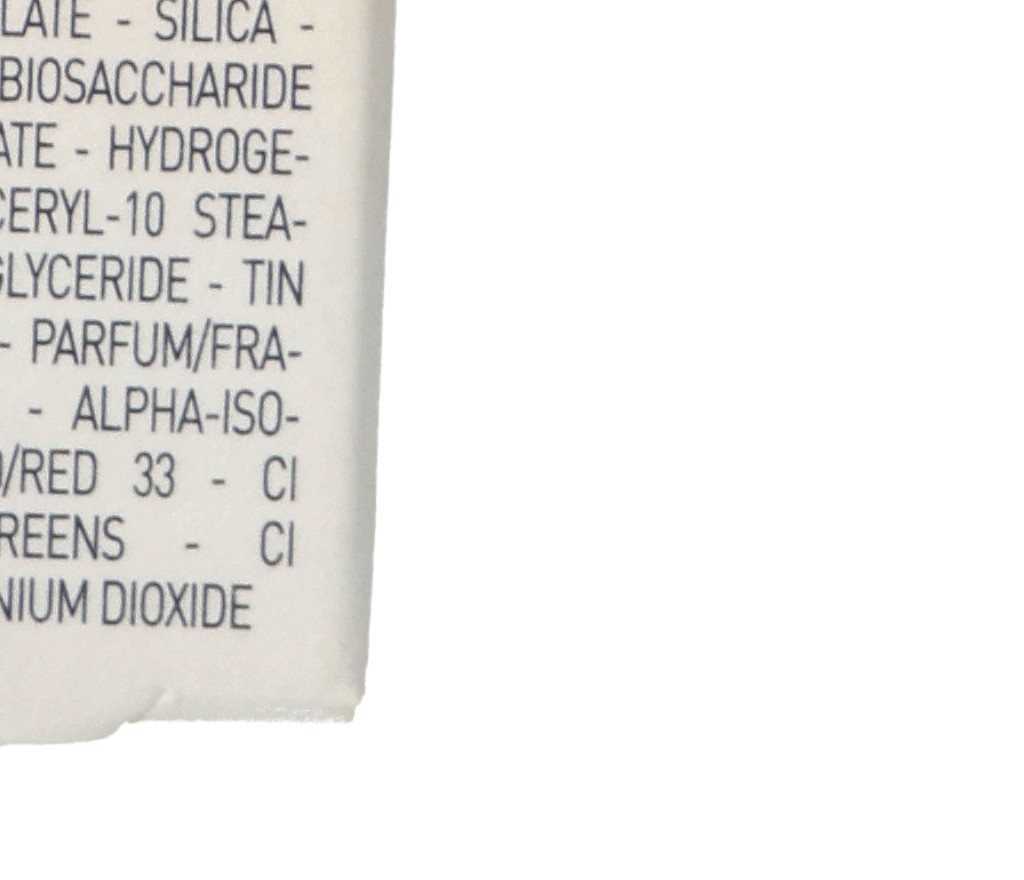 LATE - SILICA -
BIOSACCHARIDE
ATE - HYDROGE-
CERYL-10 STEA-
GLYCERIDE - TIN
- PARFUM/FRA-
- ALPHA-ISO-
/RED 33 - CI
REENS - CI
NIUM DIOXIDE